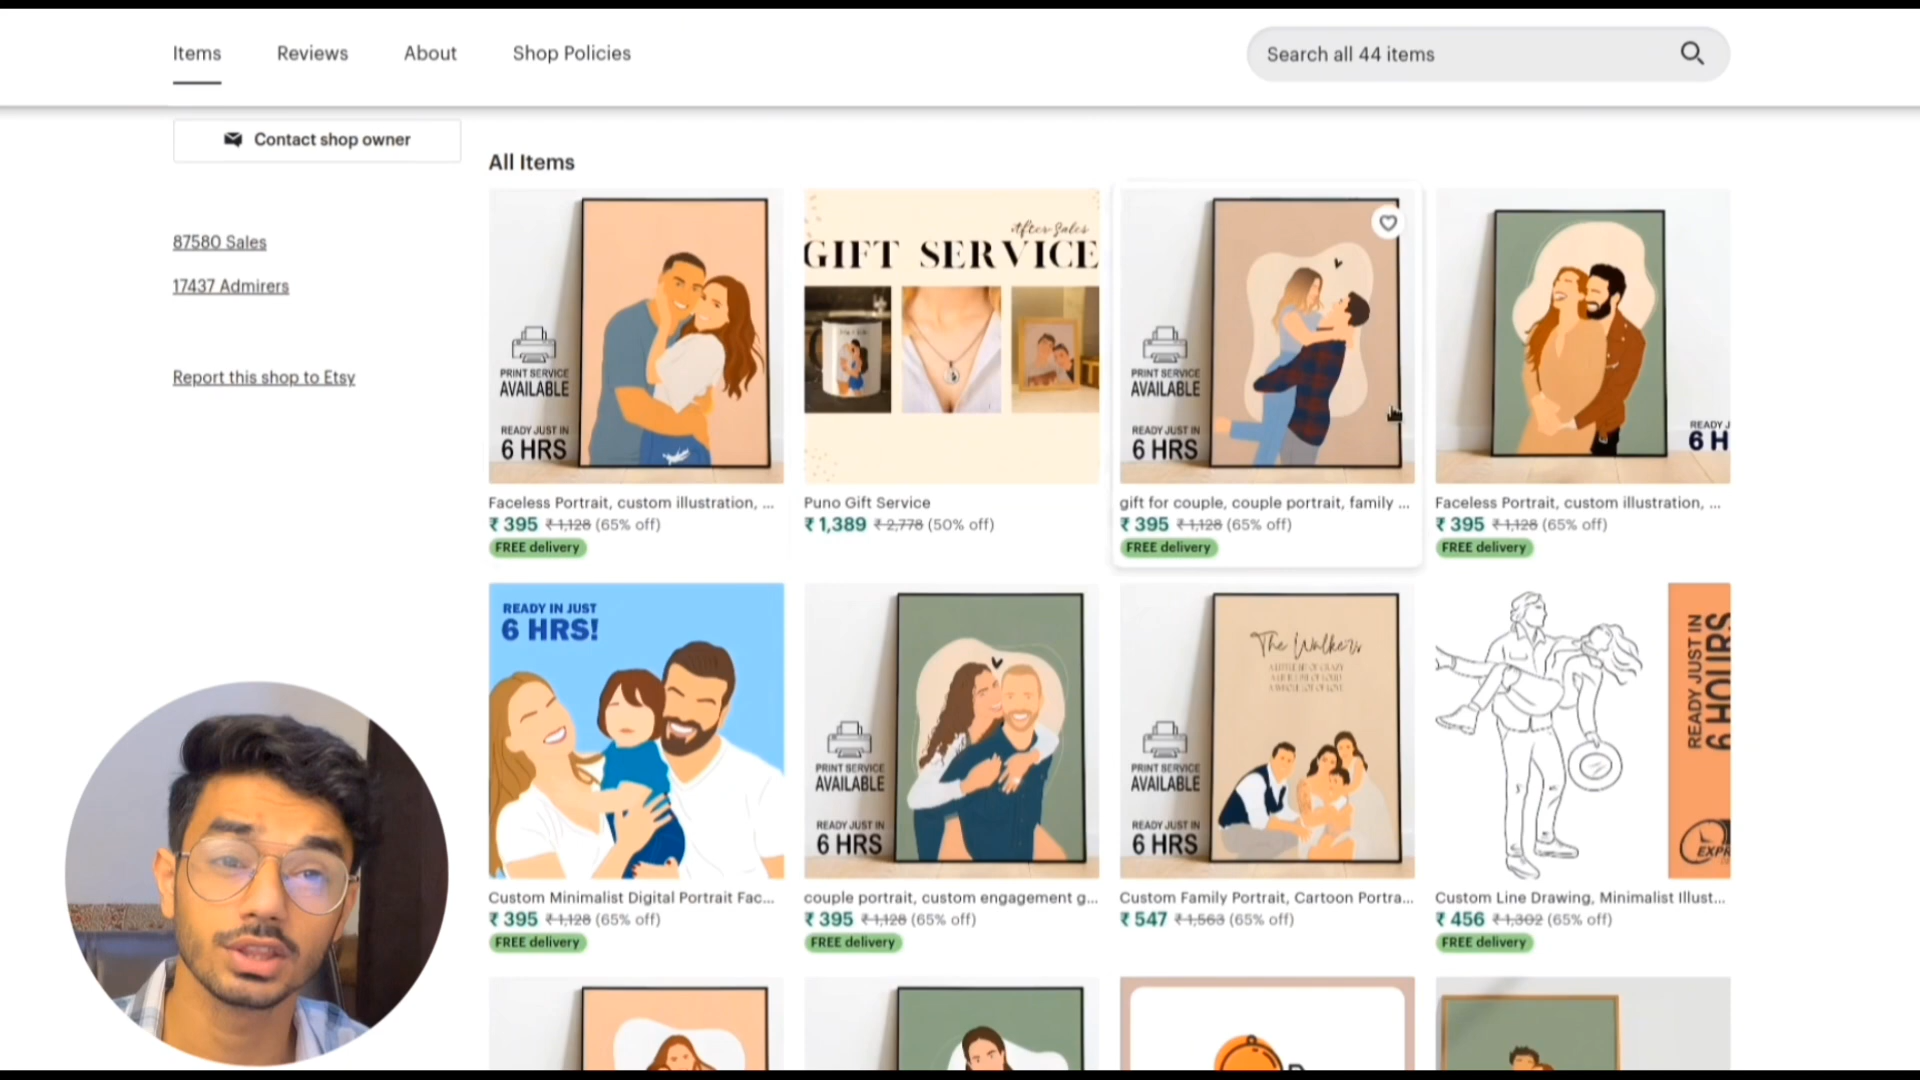 Items
Reviews
About
Shop Policies
Search all 44 items
Contact shop owner
87580 Sales
17437 Admirers
Report this shop to Etsy
All Items
PRINT SERVICE
AVAILABLE
READY JUST IN
6 HRS
After Sales
GIFT SERVICE
PRINT SERVICE
AVAILABLE
READY JUST IN
6 HRS
READY J
6 H
Faceless Portrait, custom illustration, ...
₹ 395 ₹ 1,128 (65% off)
FREE delivery
Puno Gift Service
₹ 1,389 ₹ 2,778 (50% off)
gift for couple, couple portrait, family ...
₹ 395 ₹ 1,128 (65% off)
FREE delivery
Faceless Portrait, custom illustration, ...
₹ 395 ₹ 1,128 (65% off)
FREE delivery
READY IN JUST
6 HRS!
PRINT SERVICE
AVAILABLE
READY JUST IN
6 HRS
The Walkers
PRINT SERVICE
AVAILABLE
READY JUST IN
6 HRS
READY JUST IN
6 HOURS
EXPR
Custom Minimalist Digital Portrait Fac...
₹ 395 ₹ 1,128 (65% off)
FREE delivery
couple portrait, custom engagement g...
₹ 395 ₹ 1,128 (65% off)
FREE delivery
Custom Family Portrait, Cartoon Portra...
₹ 547 ₹ 1,563 (65% off)
Custom Line Drawing, Minimalist Illust...
₹ 456 ₹ 1,302 (65% off)
FREE delivery